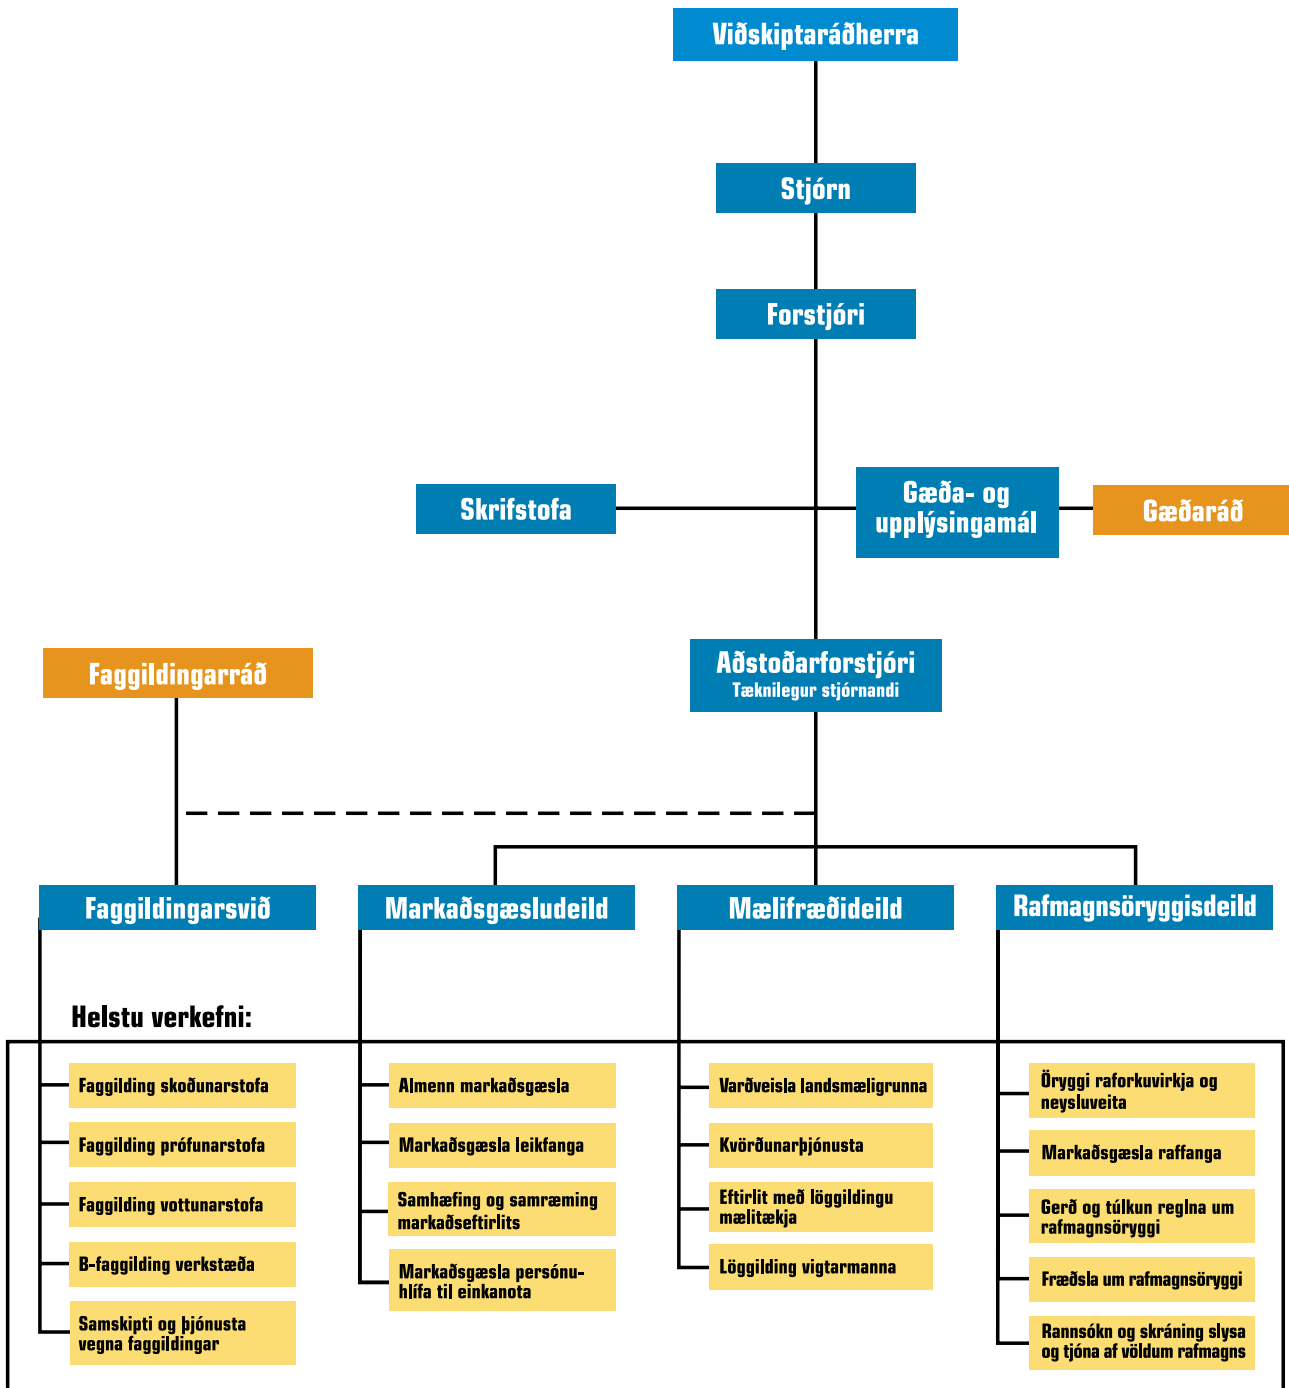 Viðskiptaráðherra
Stjórn
Forstjóri
Skrifstofa
Gæða- og
upplýsingamál
Gæðaráð
Faggildingarráð
Aðstoðarforstjóri
Tæknilegur stjórnandi
Faggildingarsvið
Markaðsgæsludeild
Mælifræðideild
Rafmagnsöryggisdeild
Helstu verkefni:
Faggilding skoðunarstofa
Faggilding prófunarstofa
Faggilding vottunarstofa
B-faggilding verkstæða
Samskipti og þjónusta
vegna faggildingar
Almenn markaðsgæsla
Markaðsgæsla leikfanga
Samhæfing og samræming
markaðseftirlits
Markaðsgæsla persónu-
hlífa til einkanota
Varðveisla landsmæligrunna
Kvörðunarþjónusta
Eftirlit með löggildingu
mælitækja
Löggilding vigtarmanna
Öryggi raforkuvirkja og
neysluveita
Markaðsgæsla raffanga
Gerð og túlkun reglna um
rafmagnsöryggi
Fræðsla um rafmagnsöryggi
Rannsókn og skráning slysa
og tjóna af völdum rafmagns